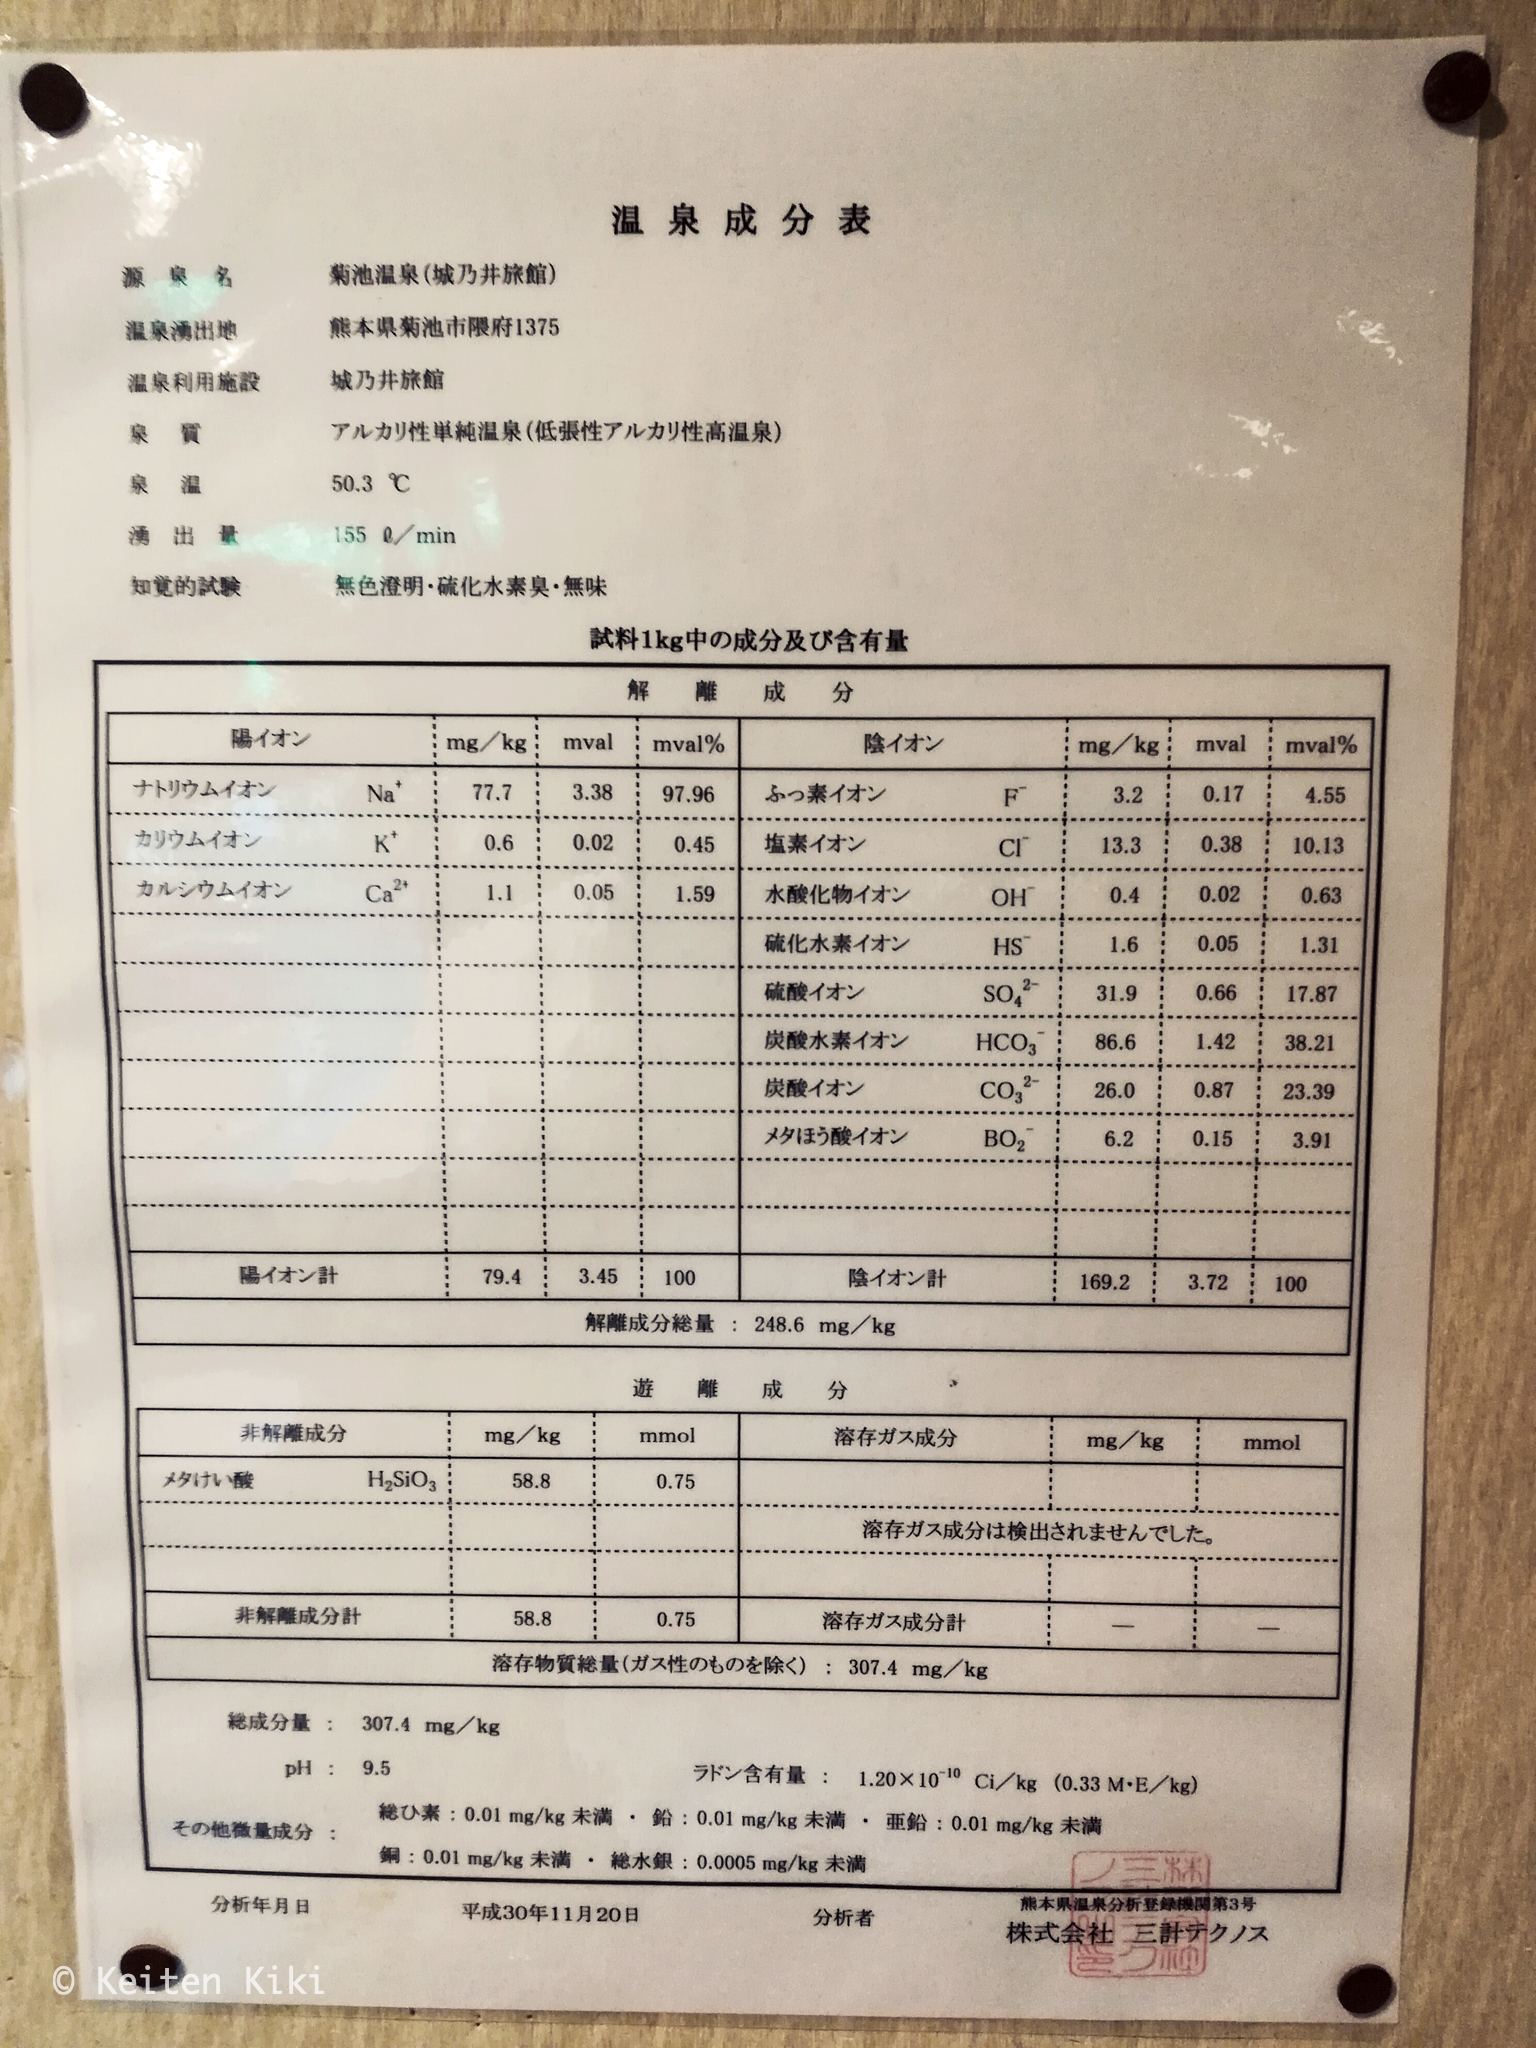 温泉成分表
源泉名 菊池温泉(城乃井旅館)
温泉湧出地 熊本県菊池市隈府1375
温泉利用施設 城乃井旅館
泉質 アルカリ性単純温泉(低張性アルカリ性高温泉)
泉温 50.3 ℃
湧出量 155 ℓ/min
知覚的試験 無色澄明・硫化水素臭・無味
試料1kg中の成分及び含有量
解離成分
陽イオン mg/kg mval mval% 陰イオン mg/kg mval mval%
ナトリウムイオン Na⁺ 77.7 3.38 97.96 ふっ素イオン F⁻ 3.2 0.17 4.55
カリウムイオン K⁺ 0.6 0.02 0.45 塩素イオン Cl⁻ 13.3 0.38 10.13
カルシウムイオン Ca²⁺ 1.1 0.05 1.59 水酸化物イオン OH⁻ 0.4 0.02 0.63
硫化水素イオン HS⁻ 1.6 0.05 1.31
硫酸イオン SO₄²⁻ 31.9 0.66 17.87
炭酸水素イオン HCO₃⁻ 86.6 1.42 38.21
炭酸イオン CO₃²⁻ 26.0 0.87 23.39
メタほう酸イオン BO₂⁻ 6.2 0.15 3.91
陽イオン計 79.4 3.45 100 陰イオン計 169.2 3.72 100
解離成分総量 : 248.6 mg/kg
遊離成分
非解離成分 mg/kg mmol 溶存ガス成分 mg/kg mmol
メタけい酸 H₂SiO₃ 58.8 0.75
溶存ガス成分は検出されませんでした。
非解離成分計 58.8 0.75 溶存ガス成分計 — —
溶存物質総量(ガス性のものを除く) : 307.4 mg/kg
総成分量 : 307.4 mg/kg
pH : 9.5 ラドン含有量 : 1.20×10⁻¹⁰ Ci/kg (0.33 M・E/kg)
その他微量成分 : 総ひ素 : 0.01 mg/kg 未満 ・ 鉛 : 0.01 mg/kg 未満 ・ 亜鉛 : 0.01 mg/kg 未満
銅 : 0.01 mg/kg 未満 ・ 総水銀 : 0.0005 mg/kg 未満
分析年月日 平成30年11月20日 分析者 熊本県温泉分析登録機関第3号
株式会社 三計テクノス
© Keiten Kiki